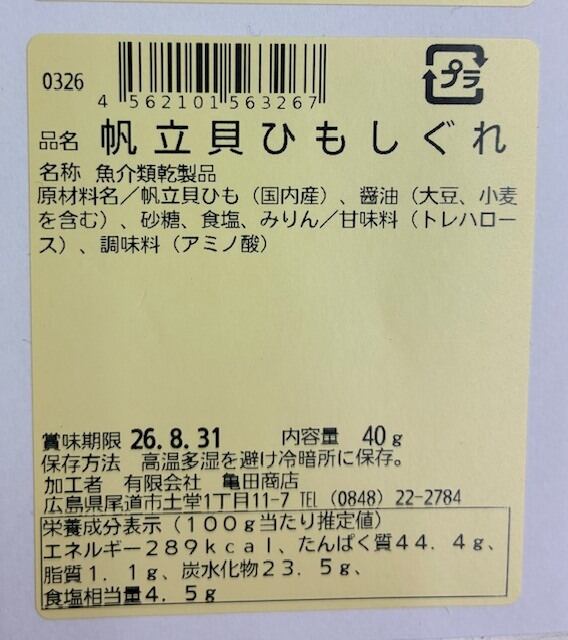 0326
4 562101 563267
プラ
品名 帆立貝ひもしぐれ
名称 魚介類乾製品
原材料名／帆立貝ひも（国内産）、醤油（大豆、小麦
を含む）、砂糖、食塩、みりん／甘味料（トレハロー
ス）、調味料（アミノ酸）
賞味期限 26.8.31 内容量 40g
保存方法 高温多湿を避け冷暗所に保存。
加工者 有限会社 亀田商店
広島県尾道市土堂1丁目11-7 TEL（0848）22-2784
栄養成分表示（100g当たり推定値）
エネルギー289kcal、たんぱく質44.4g、
脂質1.1g、炭水化物23.5g、
食塩相当量4.5g